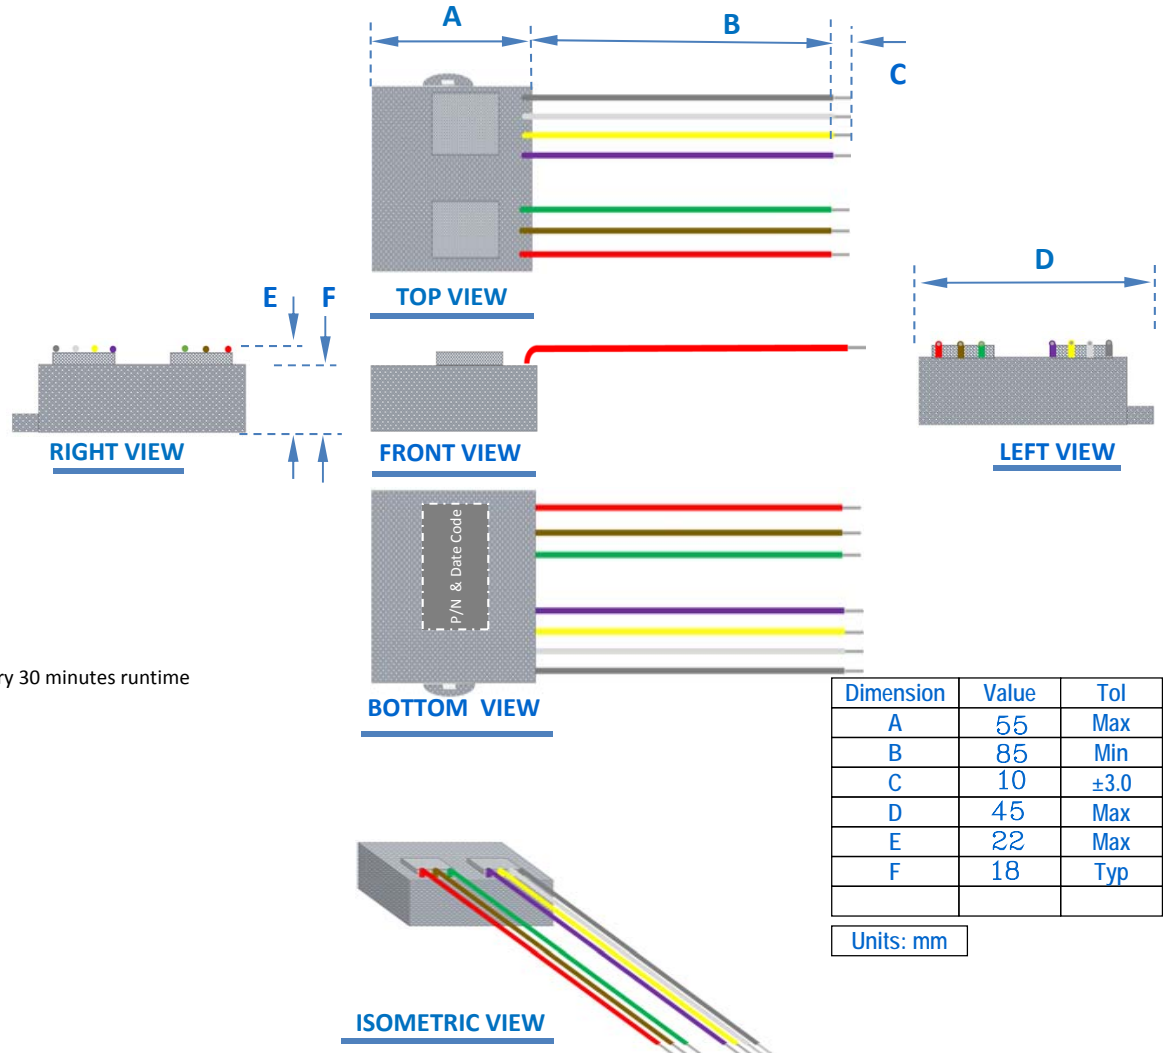 A
B
C
TOP VIEW
D
E
F
RIGHT VIEW
FRONT VIEW
LEFT VIEW
P/N & Date Code
ry 30 minutes runtime
BOTTOM VIEW
Dimension Value Tol
A 55 Max
B 85 Min
C 10 ±3.0
D 45 Max
E 22 Max
F 18 Typ
Units: mm
ISOMETRIC VIEW